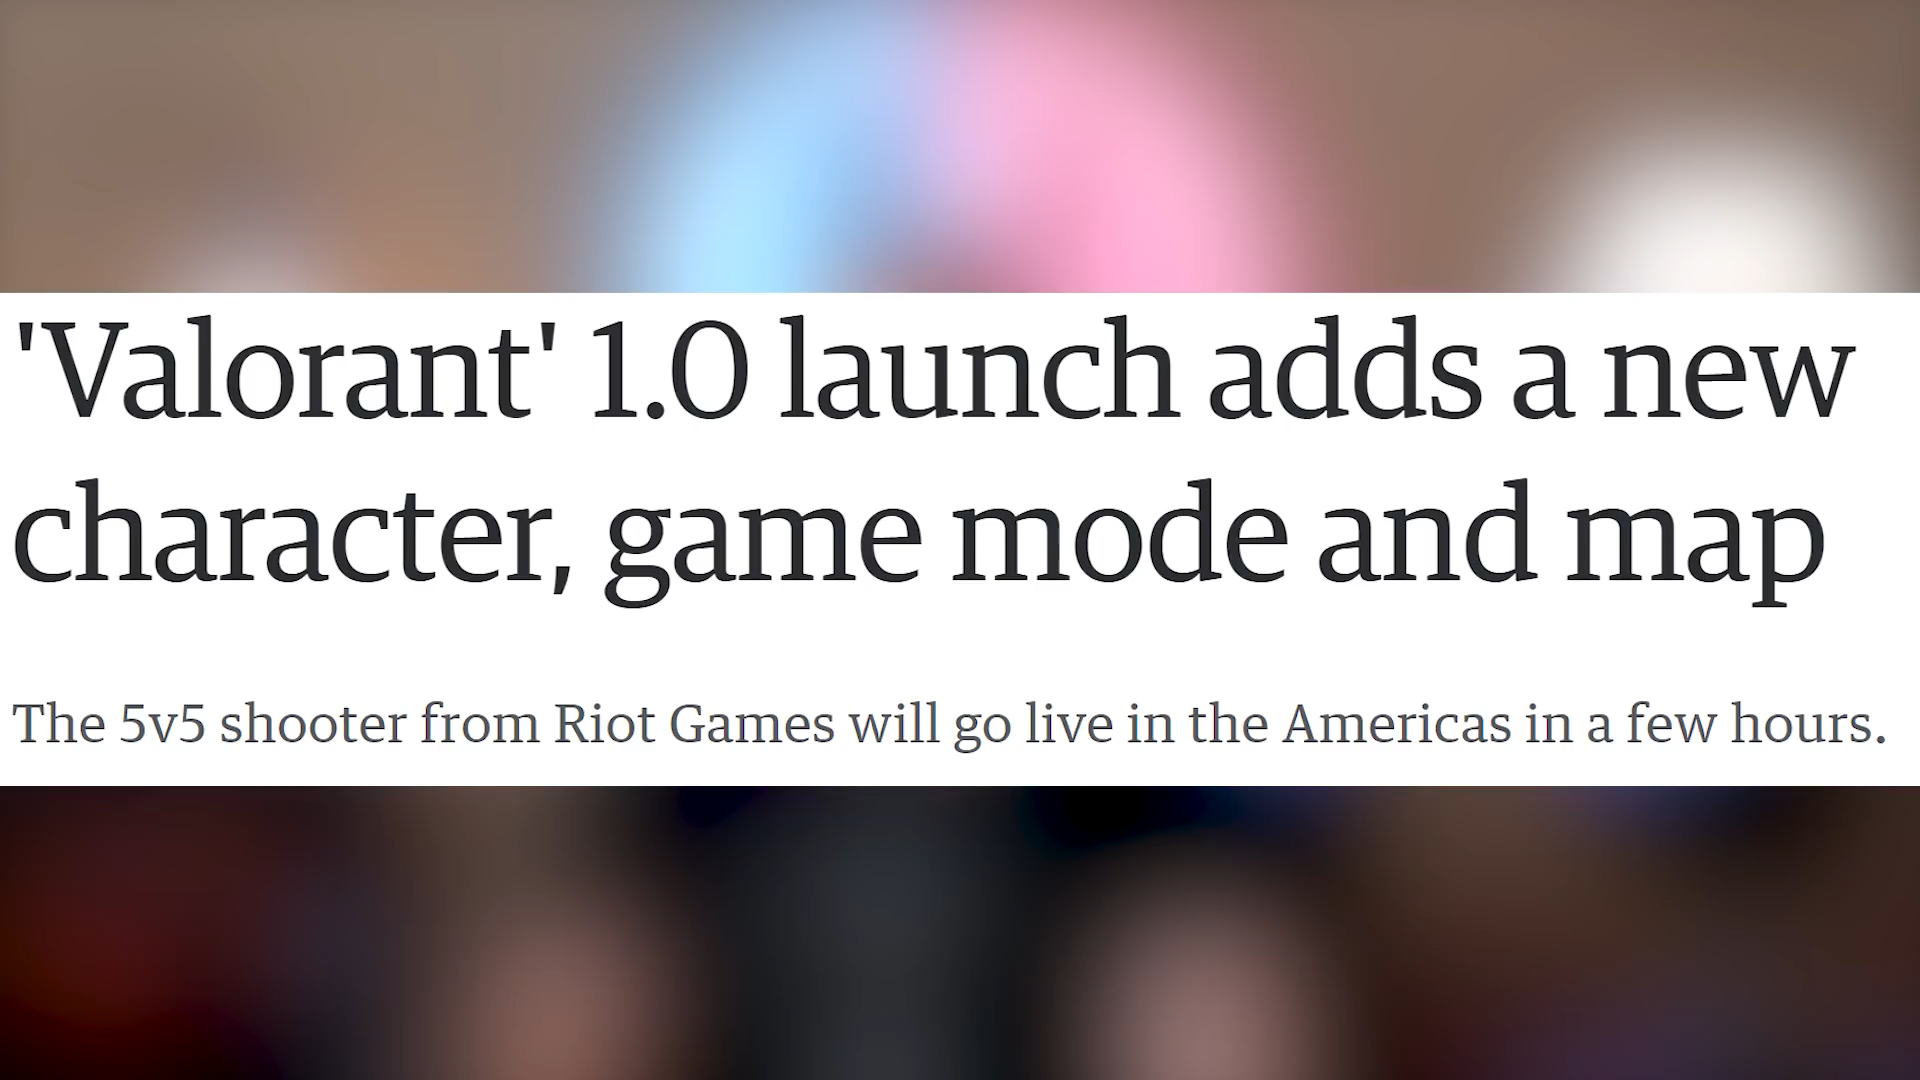 'Valorant' 1.0 launch adds a new
character, game mode and map
The 5v5 shooter from Riot Games will go live in the Americas in a few hours.